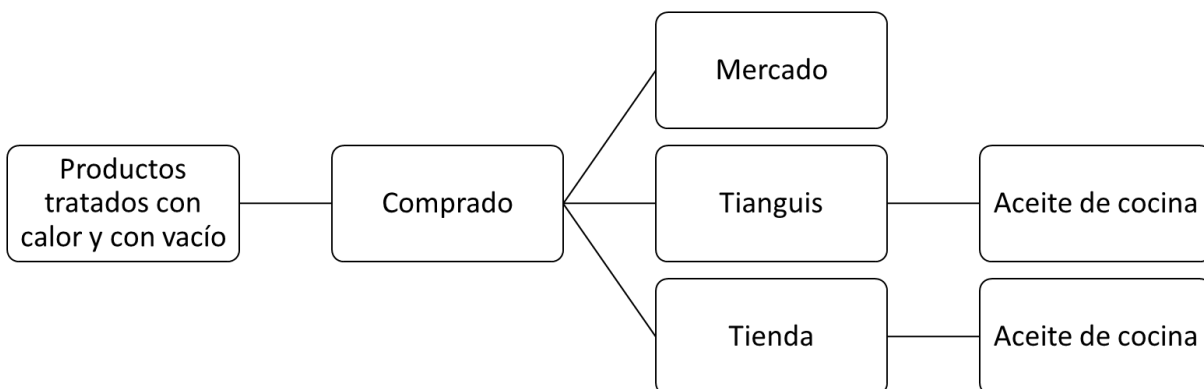 Mercado
Productos
tratados con
calor y con vacío
Comprado
Tianguis
Aceite de cocina
Tienda
Aceite de cocina